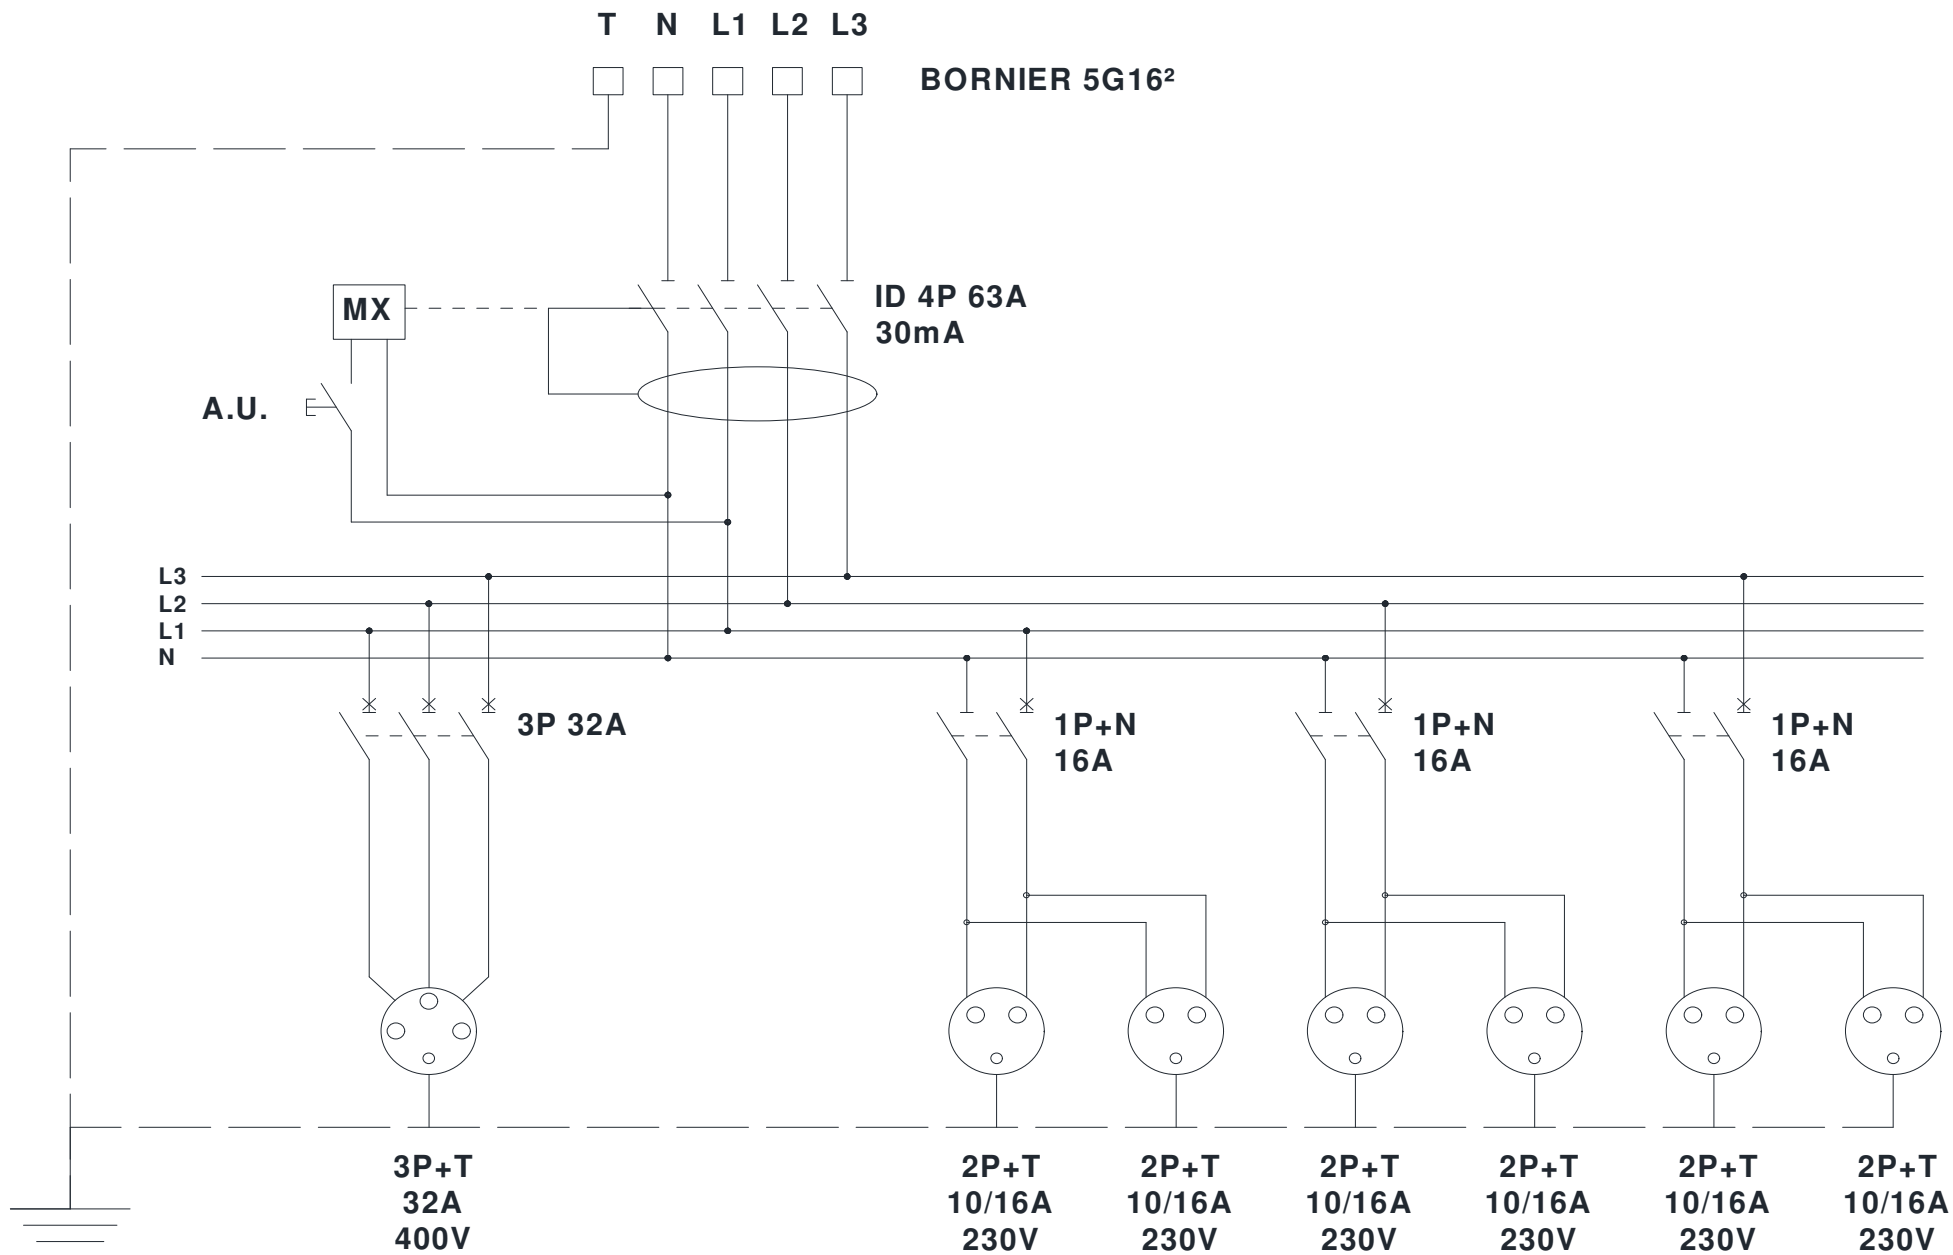 T N L1 L2 L3
BORNIER 5G16²
MX
ID 4P 63A
30mA
A.U.
L3
L2
L1
N
3P 32A
1P+N
16A
1P+N
16A
1P+N
16A
3P+T
32A
400V
2P+T
10/16A
230V
2P+T
10/16A
230V
2P+T
10/16A
230V
2P+T
10/16A
230V
2P+T
10/16A
230V
2P+T
10/16A
230V